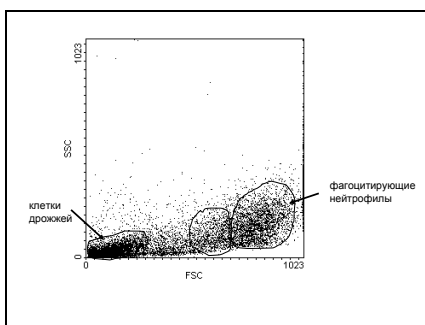 1023
SSC
0
клетки
дрожжей
фагоцитирующие
нейтрофилы
0
1023
FSC